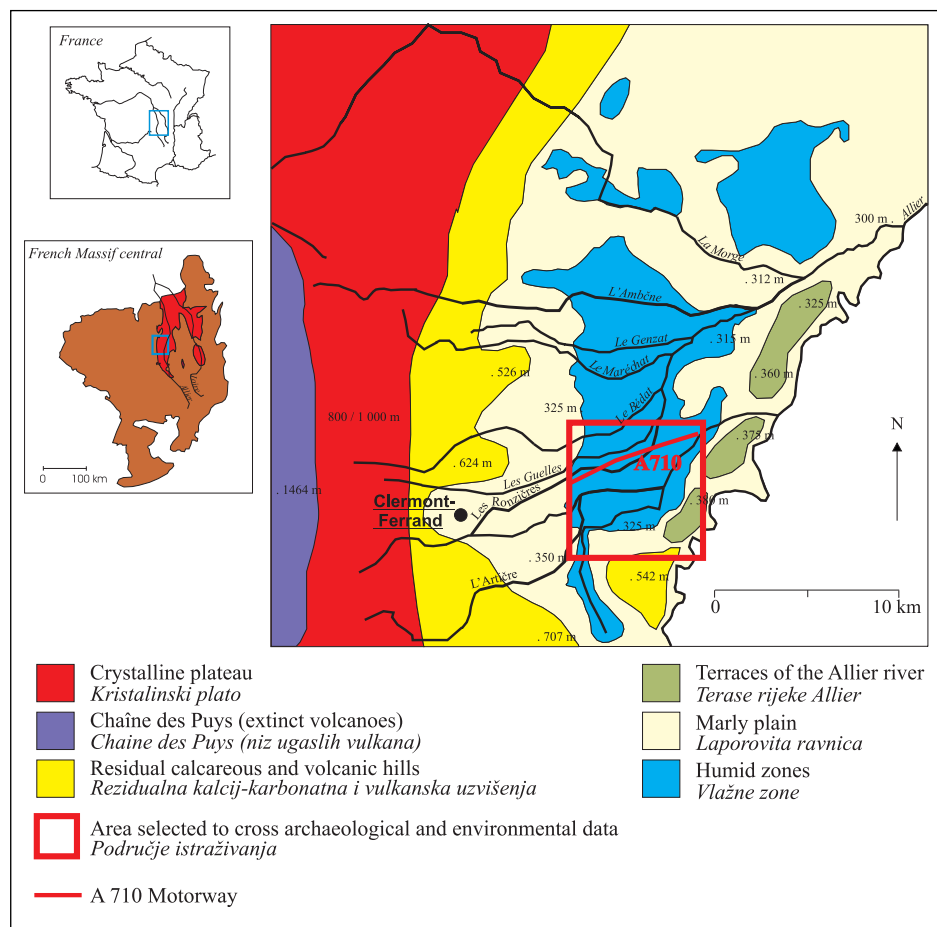 France
French Massif central
Allier
Loire
0
100 km
300 m .
Allier
La Morge
. 312 m
. 325 m
L'Ambčne
Le Genzat
. 315 m
Le Maréchat
. 526 m
. 360 m
325 m .
Le Bédat
800 / 1 000 m
. 375 m
N
. 624 m
A710
Les Guelles
. 1464 m
Les Ronzières
Clermont-
Ferrand
. 380 m
. 325 m
. 350 m
. 542 m
L'Artičre
0
10 km
. 707 m
Crystalline plateau
Kristalinski plato
Chaîne des Puys (extinct volcanoes)
Chaine des Puys (niz ugaslih vulkana)
Residual calcareous and volcanic hills
Rezidualna kalcij-karbonatna i vulkanska uzvišenja
Area selected to cross archaeological and environmental data
Područje istraživanja
A 710 Motorway
Terraces of the Allier river
Terase rijeke Allier
Marly plain
Laporovita ravnica
Humid zones
Vlažne zone